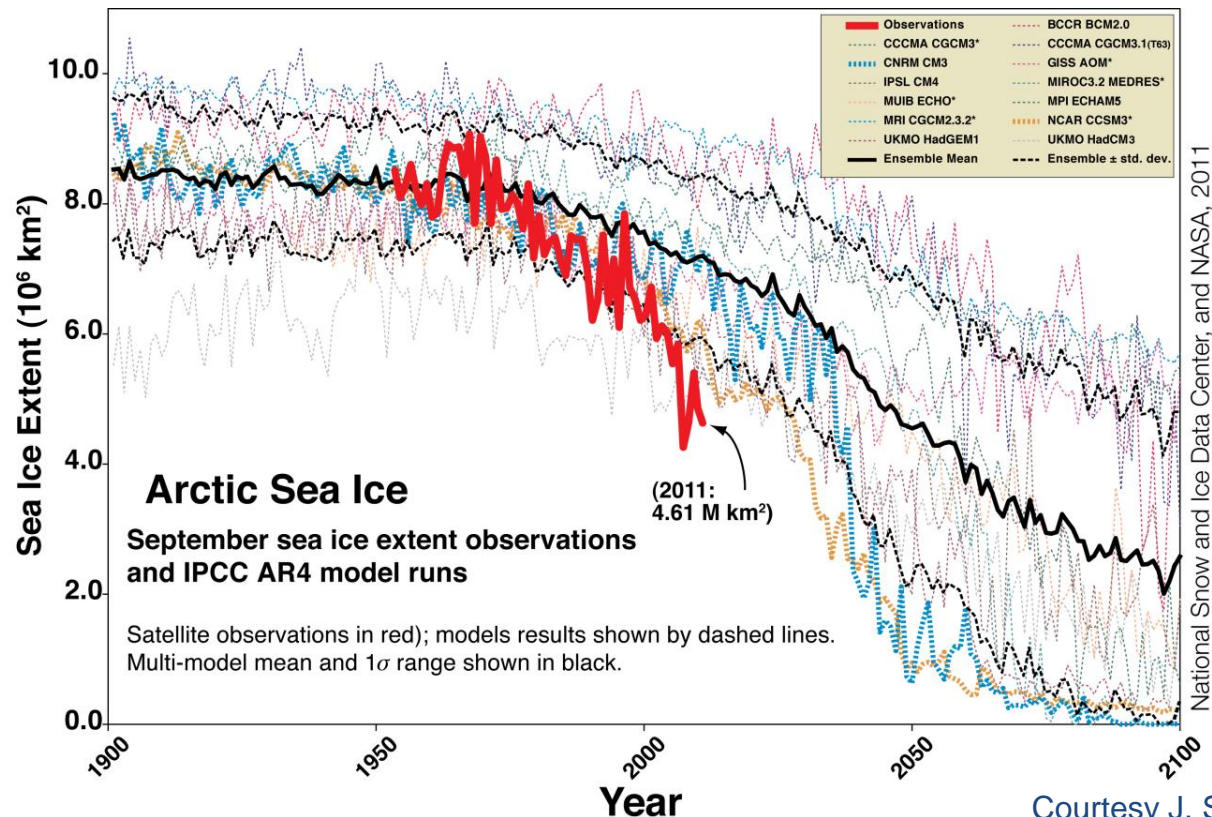 Observations
CCCMA CGCM3*
CNRM CM3
IPSL CM4
MUIB ECHO*
MRI CGCM2.3.2*
UKMO HadGEM1
Ensemble Mean
BCCR BCM2.0
CCCMA CGCM3.1(T63)
GISS AOM*
MIROC3.2 MEDRES*
MPI ECHAM5
NCAR CCSM3*
UKMO HadCM3
Ensemble ± std. dev.
Sea Ice Extent (10⁶ km²)
10.0
8.0
6.0
4.0
2.0
0.0
(2011:
4.61 M km²)
Arctic Sea Ice
September sea ice extent observations
and IPCC AR4 model runs
Satellite observations in red); models results shown by dashed lines.
Multi-model mean and 1σ range shown in black.
1900
1950
2000
2050
2100
Year
National Snow and Ice Data Center, and NASA, 2011
Courtesy J. S